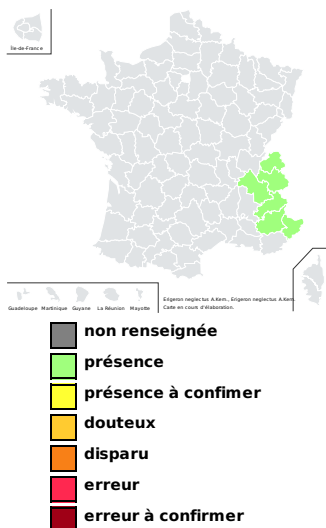 Île-de-France
Erigeron neglectus A.Kern., Erigeron neglectus A.Kern.
Carte en cours d'élaboration.
Guadeloupe Martinique Guyane La Réunion Mayotte
non renseignée
présence
présence à confimer
douteux
disparu
erreur
erreur à confirmer